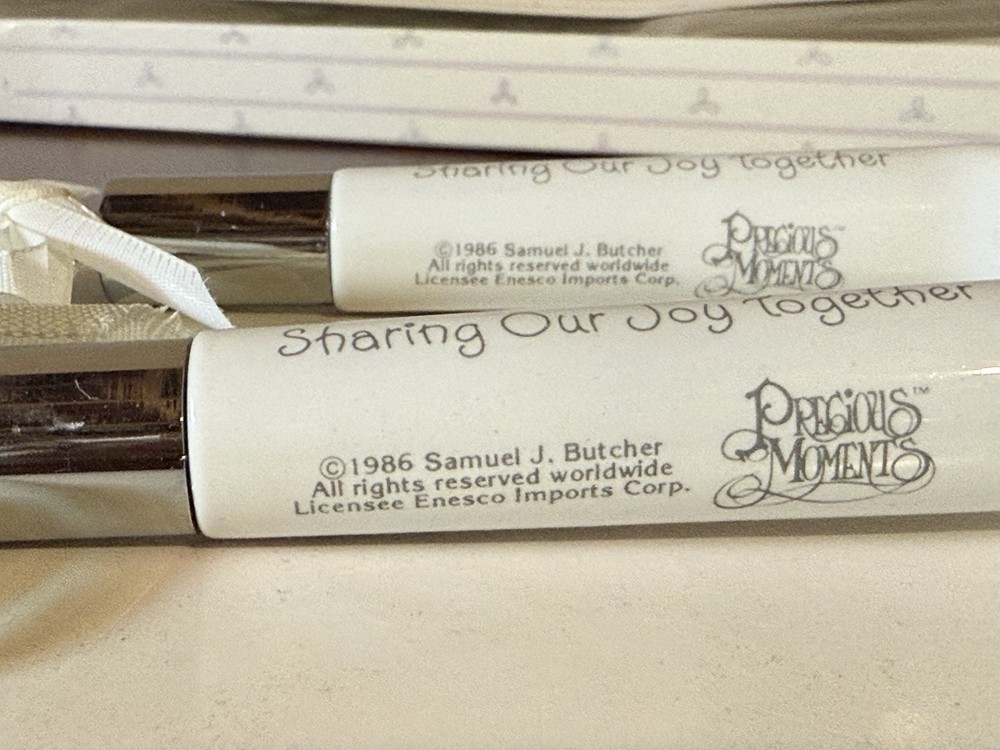 Sharing Our Joy Together
©1986 Samuel J. Butcher
All rights reserved worldwide
Licensee Enesco Imports Corp.
PRECIOUS
MOMENTS
Sharing Our Joy Together
©1986 Samuel J. Butcher
All rights reserved worldwide
Licensee Enesco Imports Corp.
PRECIOUS™
MOMENTS